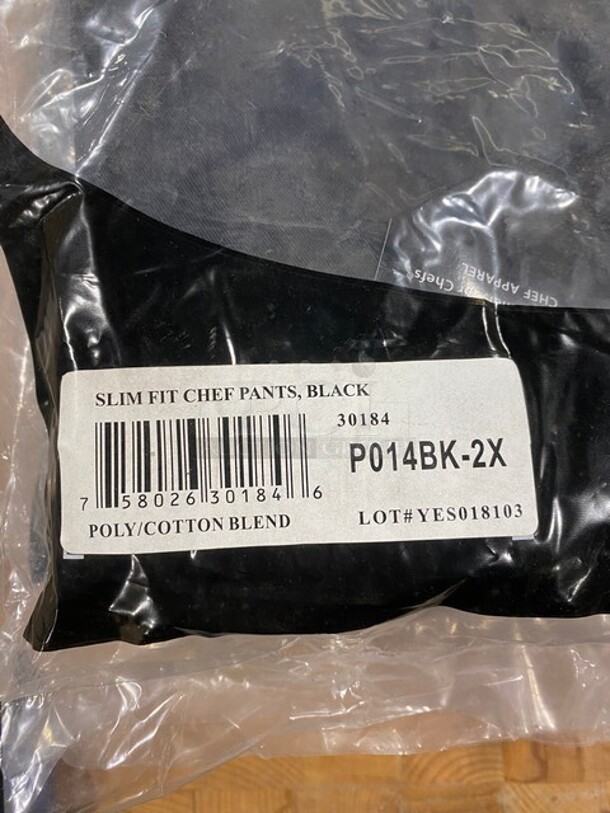 Chefs
CHEF APPAREL
SLIM FIT CHEF PANTS, BLACK
30184
P014BK-2X
7 58026 30184 6
POLY/COTTON BLEND
LOT# YES018103